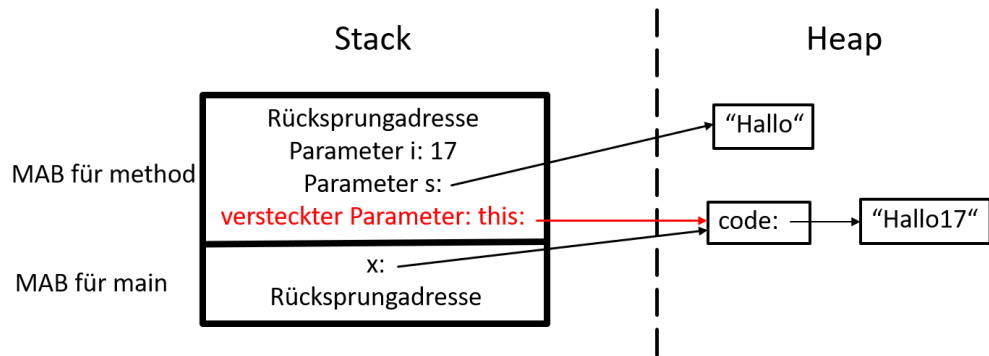 Stack
Heap
MAB für method
Rücksprungadresse
Parameter i: 17
Parameter s:
versteckter Parameter: this:
“Hallo“
code:
“Hallo17“
MAB für main
x:
Rücksprungadresse